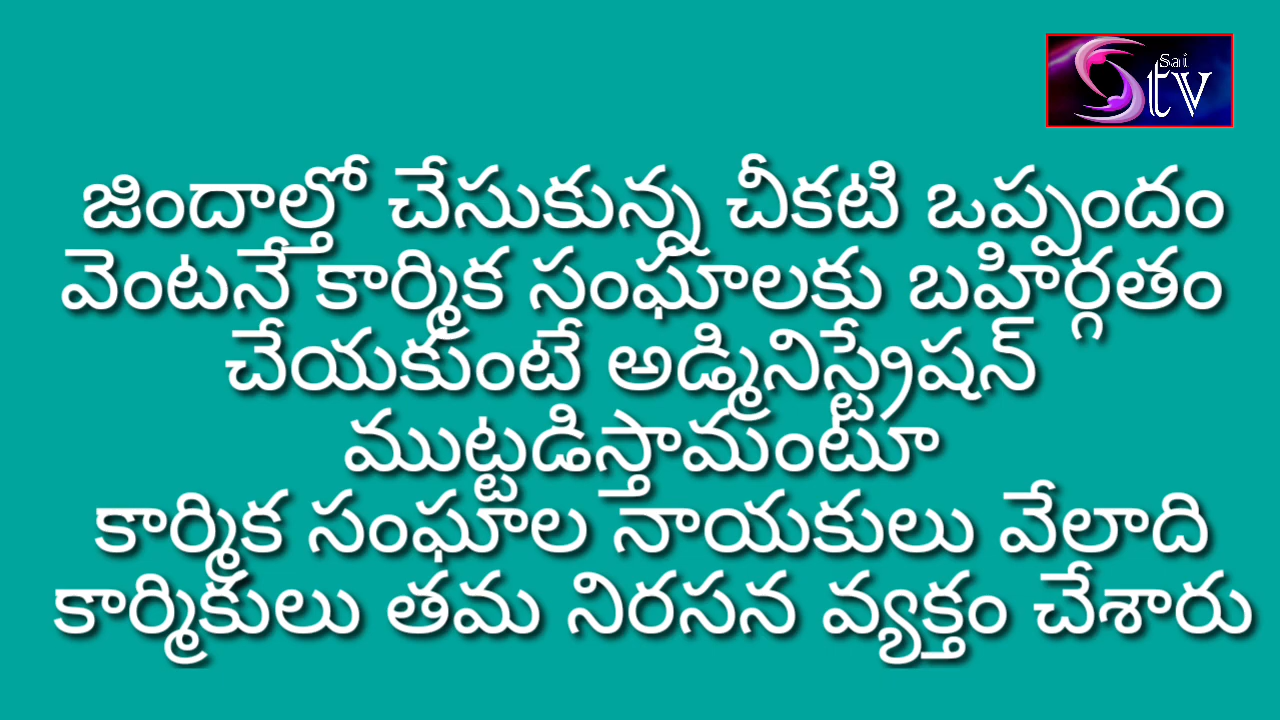 Sai
tv
జిందాల్తో చేసుకున్న చీకటి ఒప్పందం
వెంటనే కార్మిక సంఘాలకు బహిర్గతం
చేయకుంటే అడ్మినిస్ట్రేషన్
ముట్టడిస్తామంటూ
కార్మిక సంఘాల నాయకులు వేలాది
కార్మికులు తమ నిరసన వ్యక్తం చేశారు